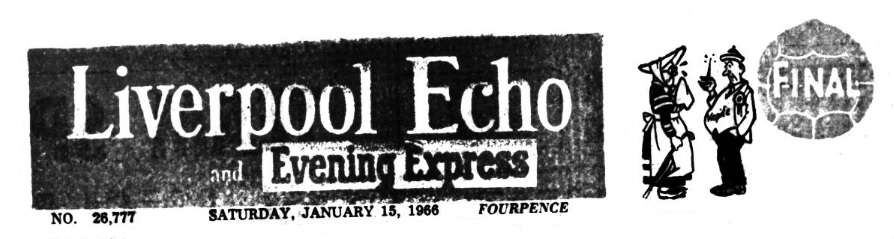 Liverpool Echo
and Evening Express
NO. 26,777 SATURDAY, JANUARY 15, 1966 FOURPENCE
FINAL